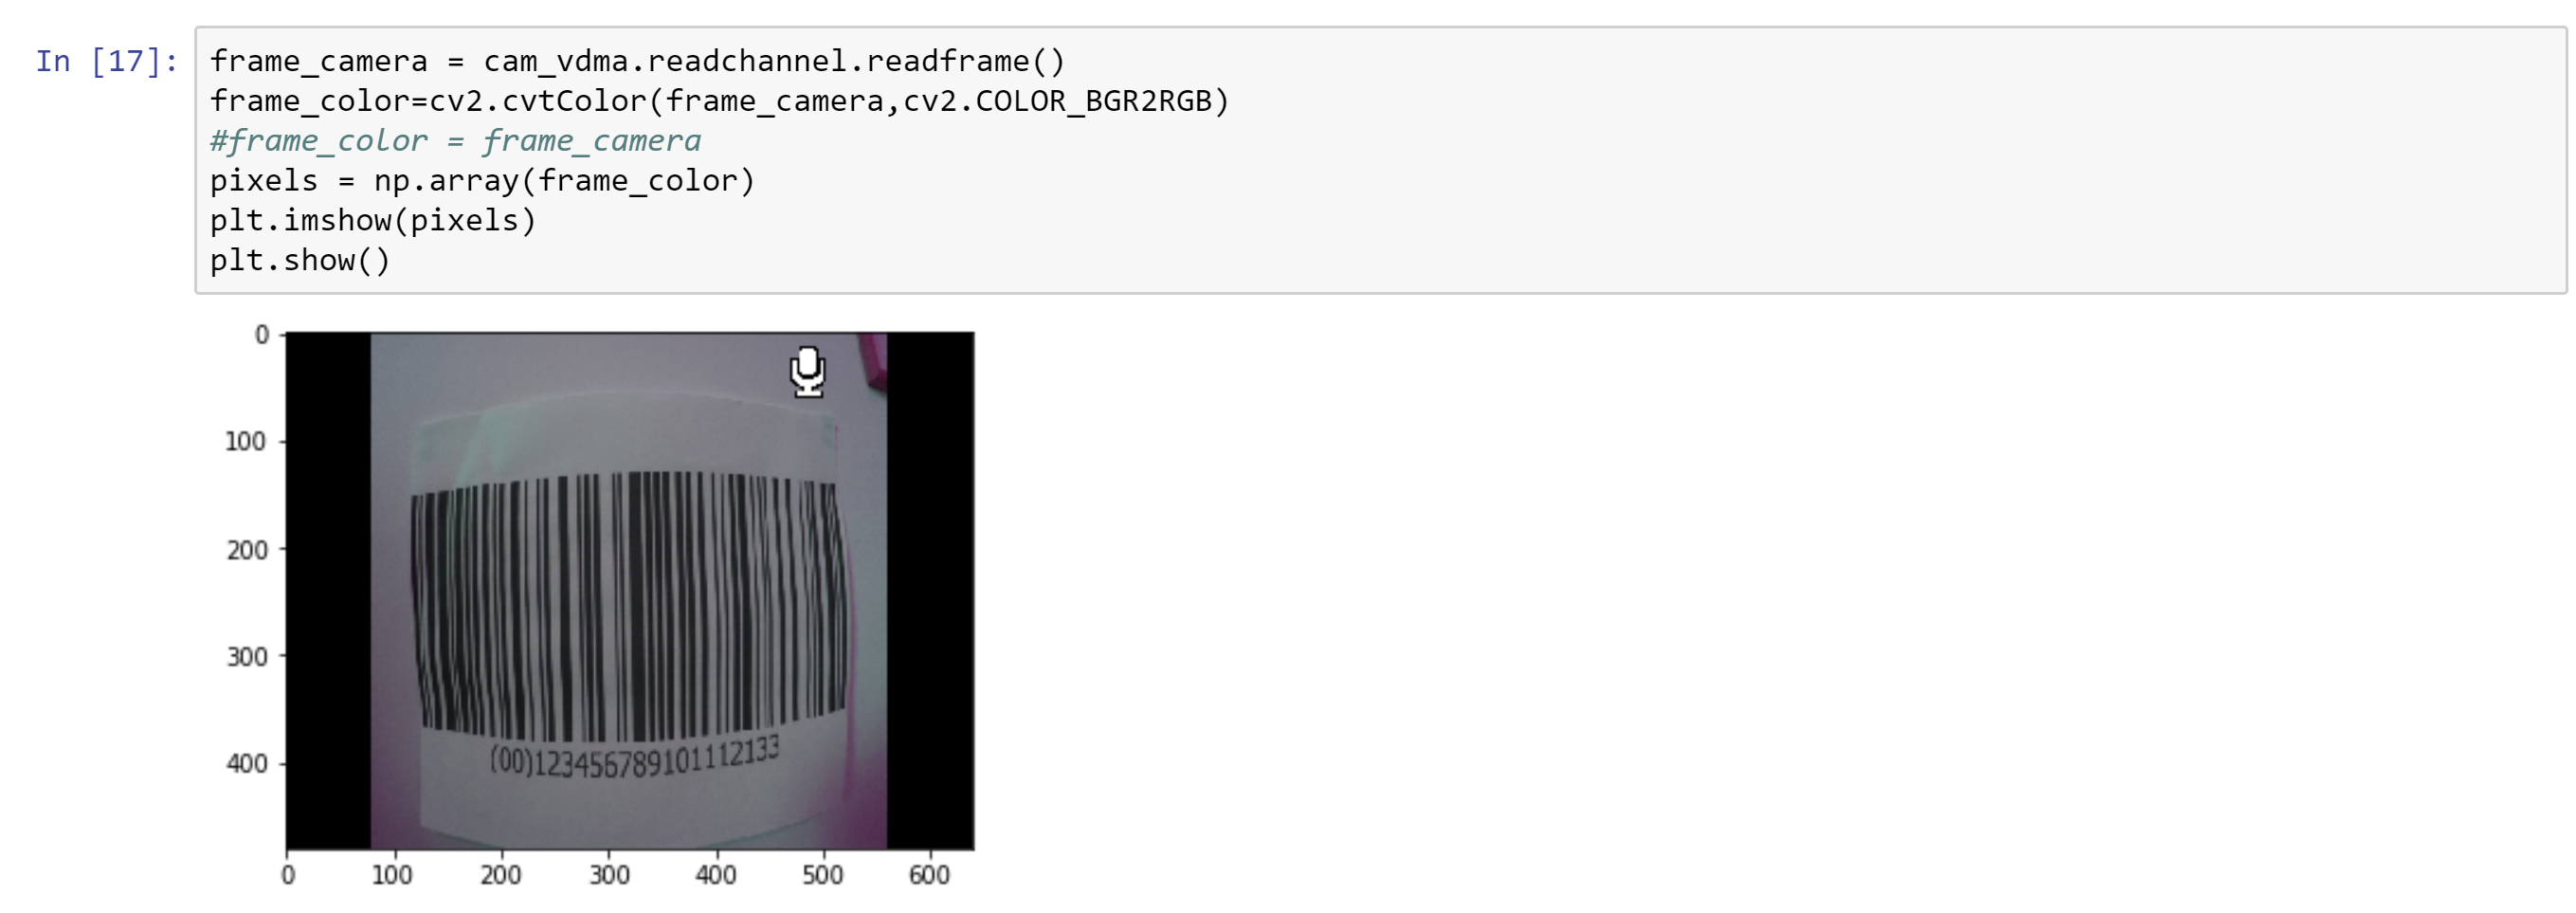 In [17]:
frame_camera = cam_vdma.readchannel.readframe()
frame_color=cv2.cvtColor(frame_camera,cv2.COLOR_BGR2RGB)
#frame_color = frame_camera
pixels = np.array(frame_color)
plt.imshow(pixels)
plt.show()
0
100
200
300
400
(00)123456789101112133
0 100 200 300 400 500 600